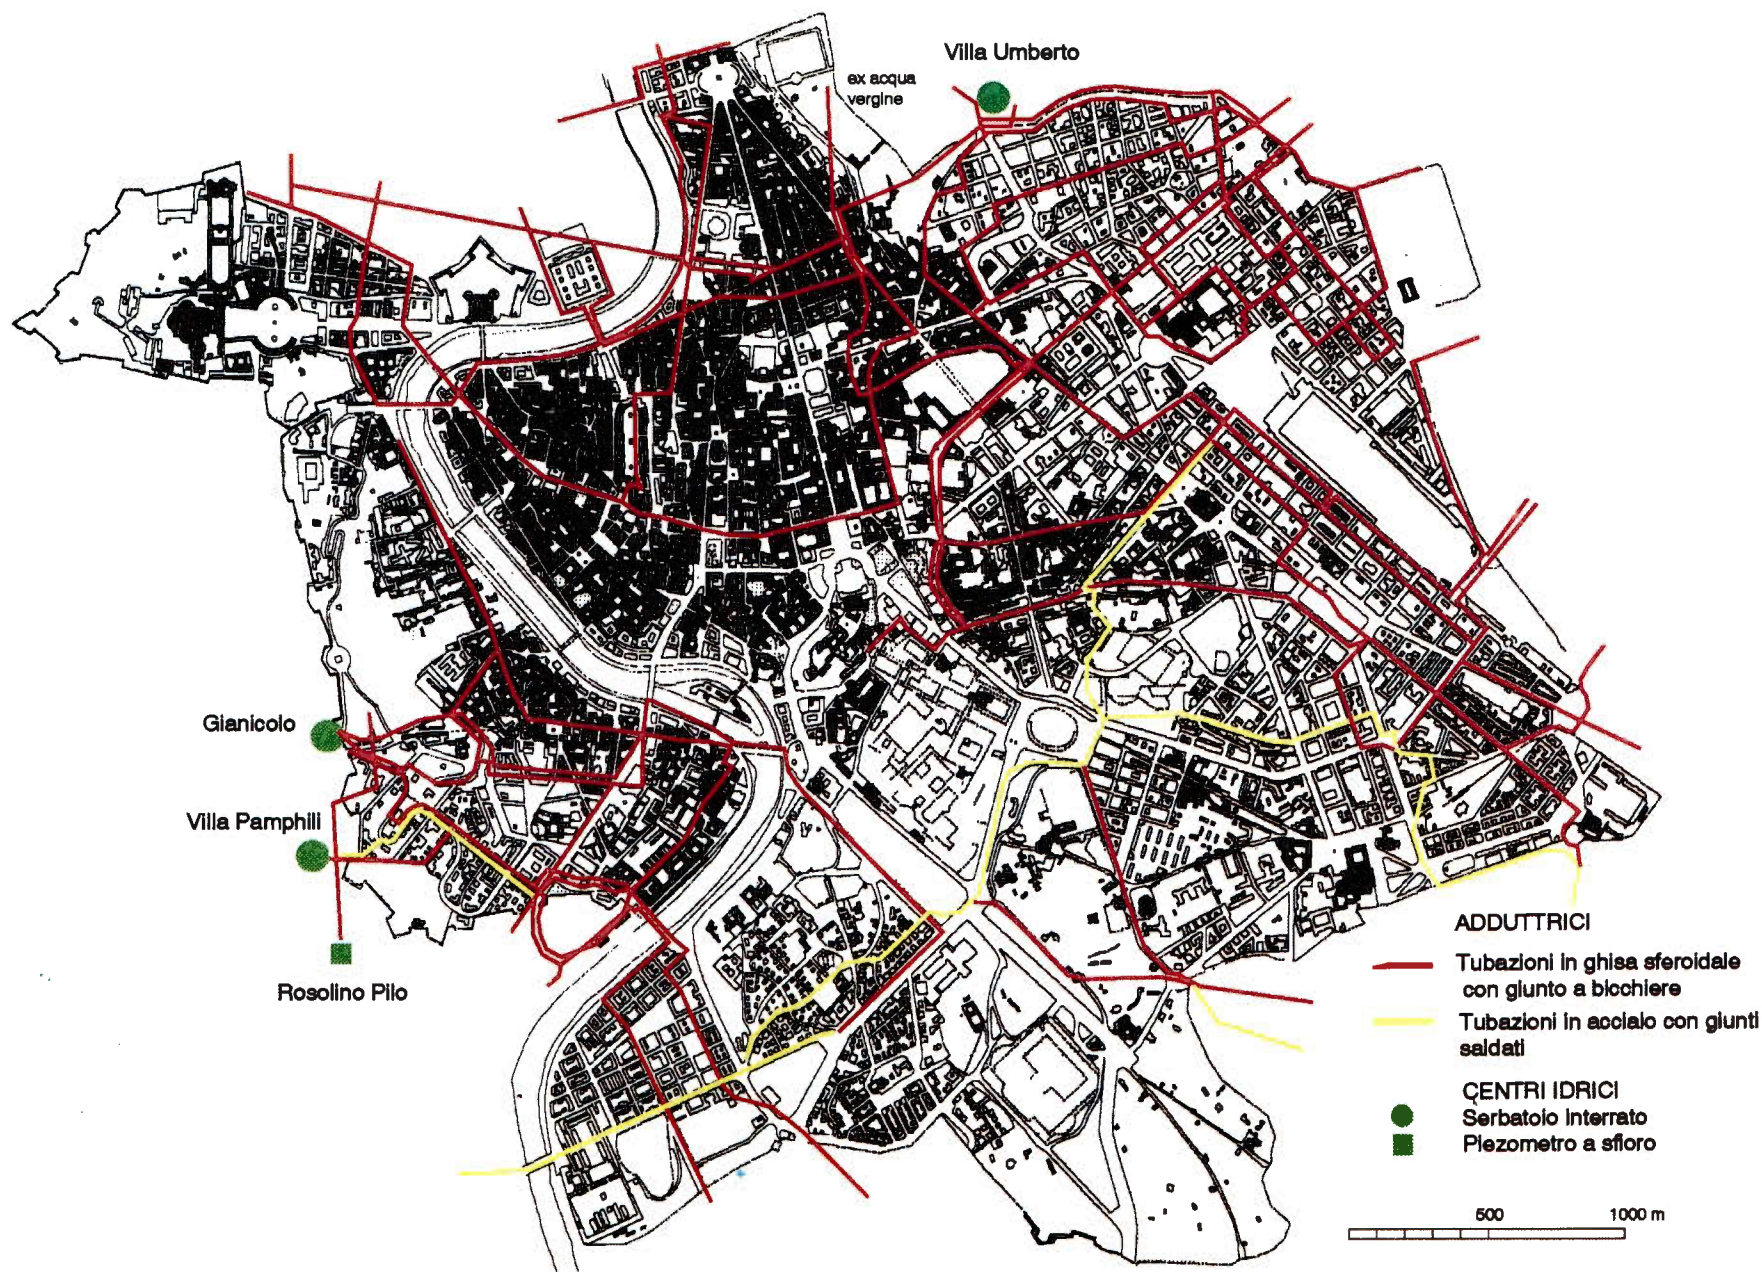 Villa Umberto
ex acqua
vergine
Gianicolo
Villa Pamphili
Rosolino Pilo
ADDUTTRICI
Tubazioni in ghisa sferoidale
con giunto a bicchiere
Tubazioni in acciaio con giunti
saldati
CENTRI IDRICI
Serbatoio interrato
Piezometro a sfioro
500
1000 m